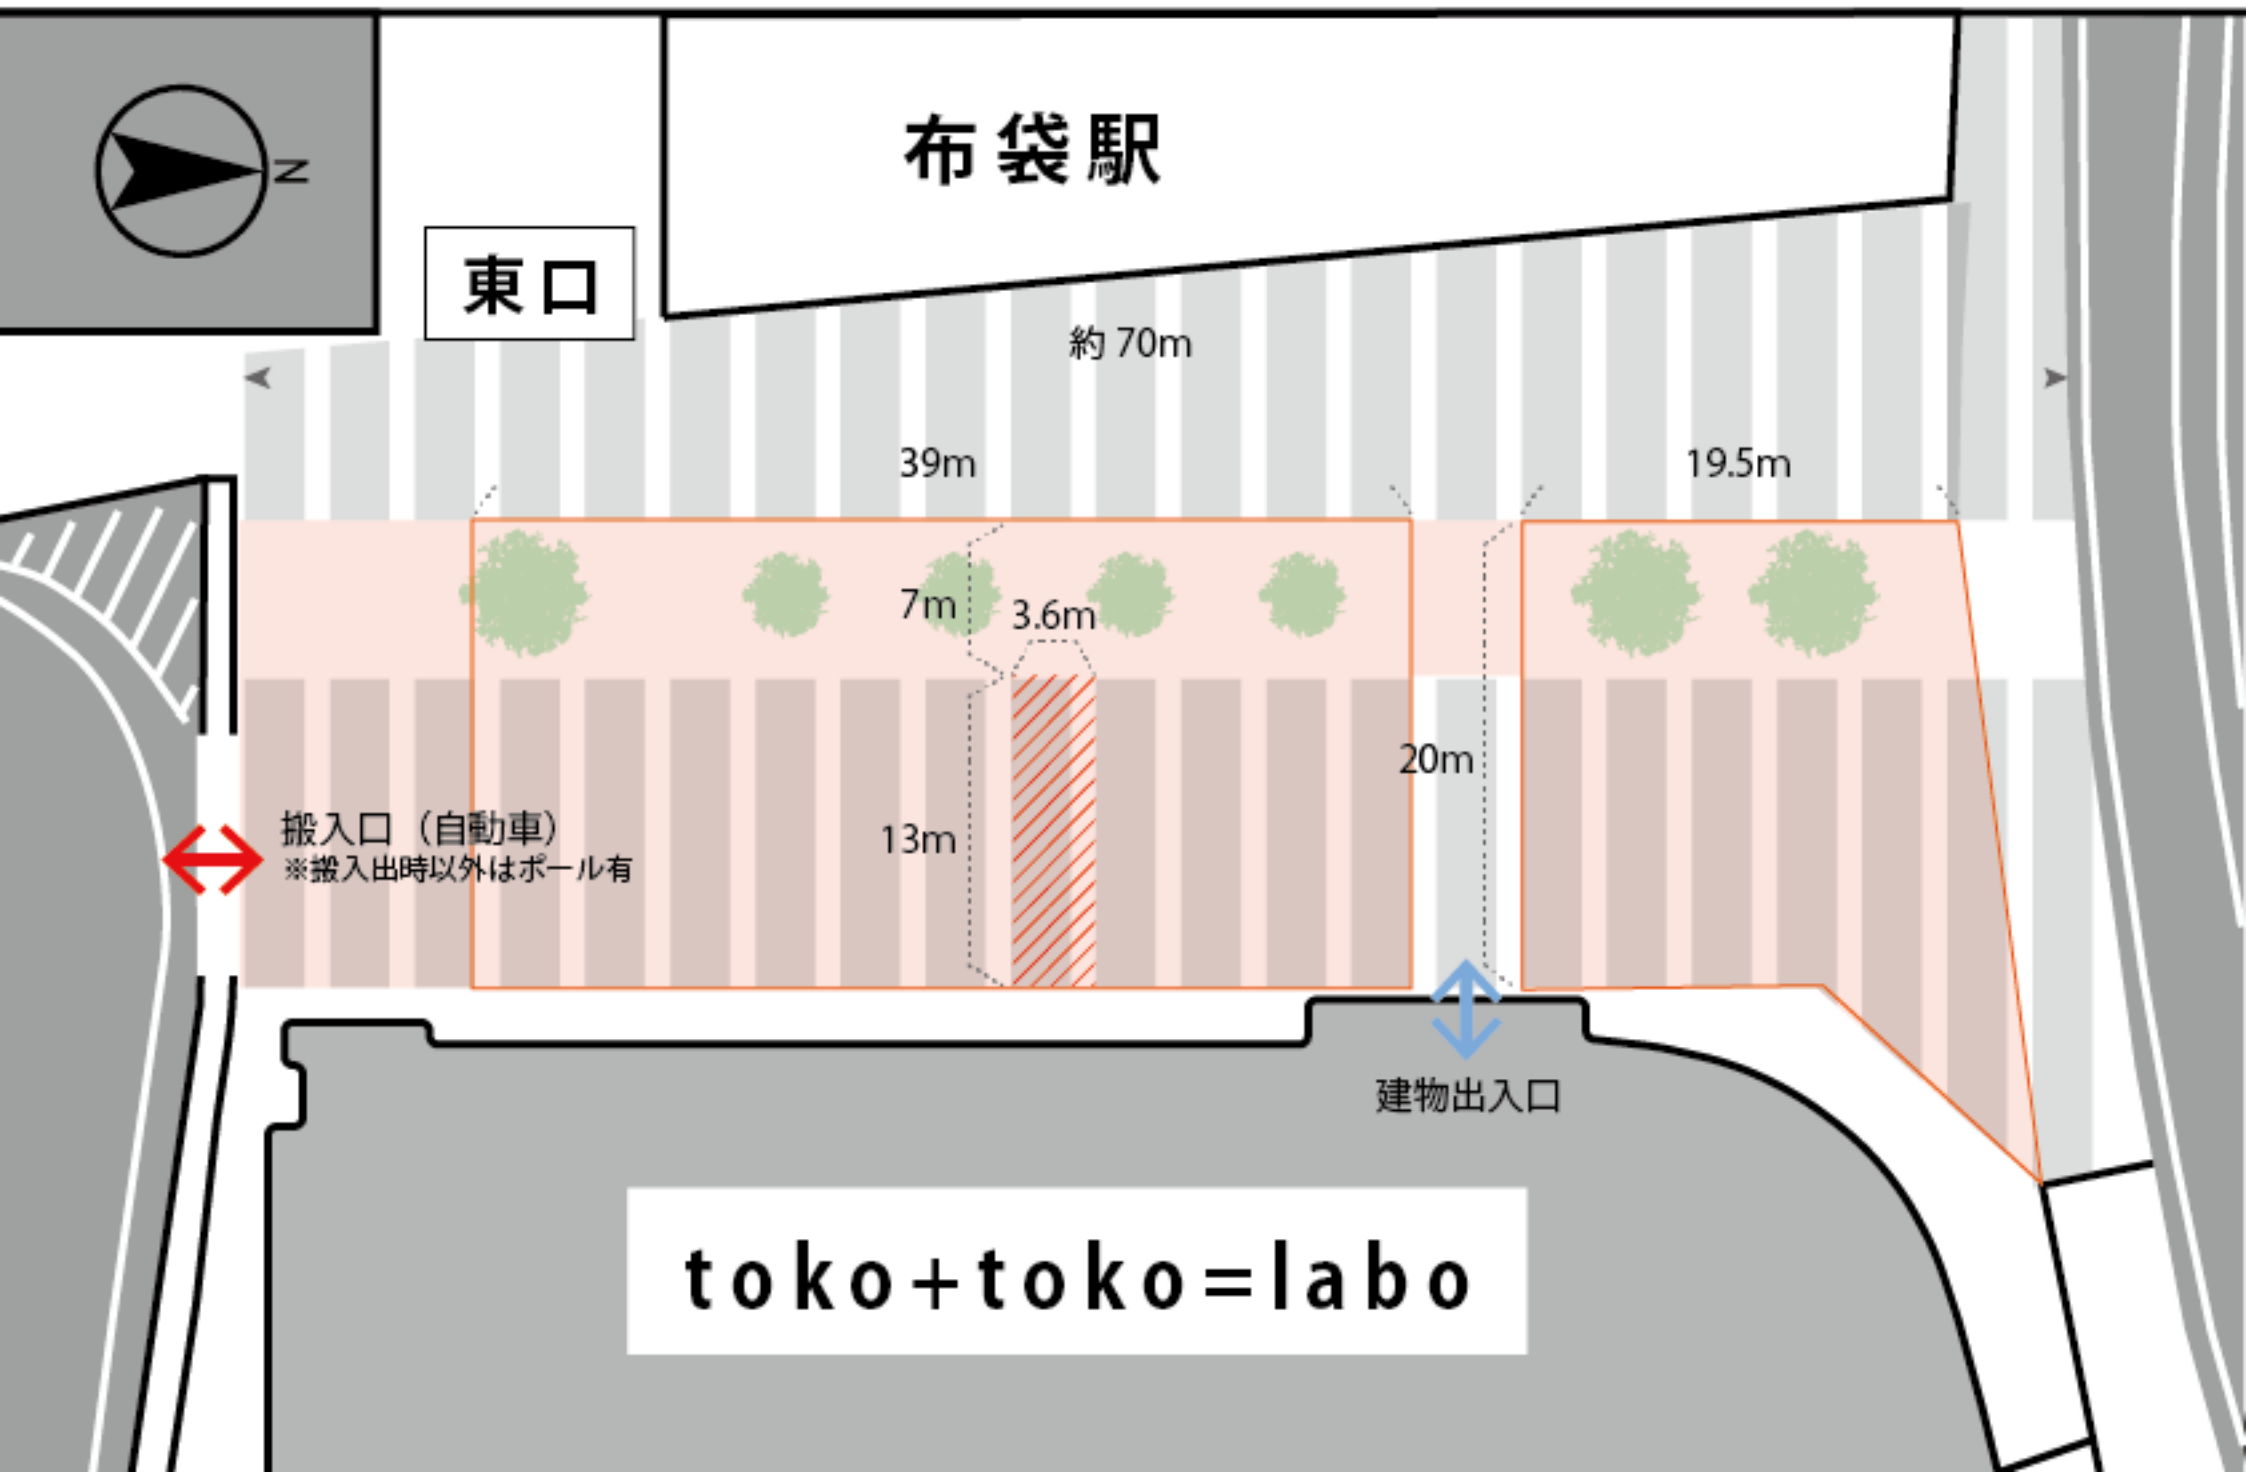 布袋駅
N
東口
約 70m
39m
19.5m
7m
3.6m
20m
13m
搬入口（自動車）
※搬入出時以外はポール有
建物出入口
toko+toko=labo